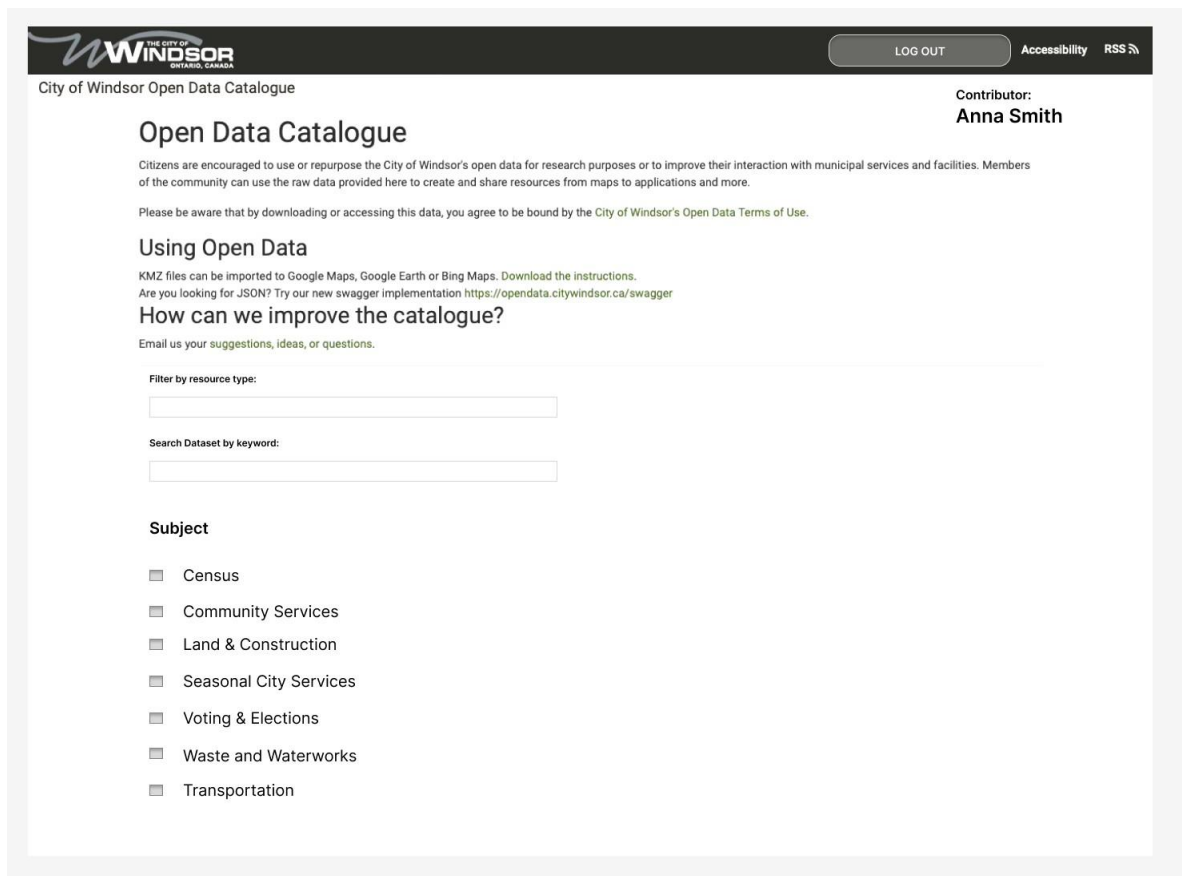 THE CITY OF
WINDSOR
ONTARIO, CANADA
LOG OUT
Accessibility
RSS
City of Windsor Open Data Catalogue
Contributor:
Anna Smith
Open Data Catalogue
Citizens are encouraged to use or repurpose the City of Windsor's open data for research purposes or to improve their interaction with municipal services and facilities. Members
of the community can use the raw data provided here to create and share resources from maps to applications and more.
Please be aware that by downloading or accessing this data, you agree to be bound by the City of Windsor's Open Data Terms of Use.
Using Open Data
KMZ files can be imported to Google Maps, Google Earth or Bing Maps. Download the instructions.
Are you looking for JSON? Try our new swagger implementation https://opendata.citywindsor.ca/swagger
How can we improve the catalogue?
Email us your suggestions, ideas, or questions.
Filter by resource type:
Search Dataset by keyword:
Subject
Census
Community Services
Land & Construction
Seasonal City Services
Voting & Elections
Waste and Waterworks
Transportation